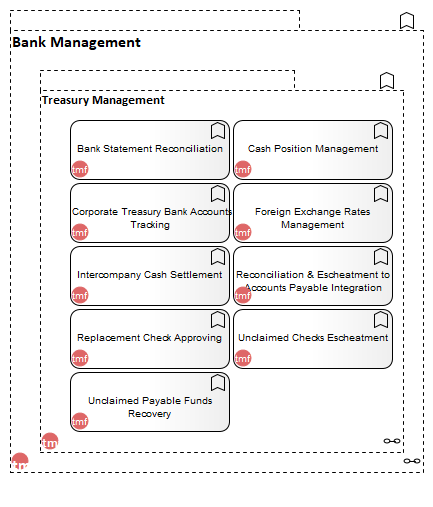 Bank Management
Treasury Management
Bank Statement Reconciliation
tmf
Cash Position Management
tmf
Corporate Treasury Bank Accounts
Tracking
tmf
Foreign Exchange Rates
Management
tmf
Intercompany Cash Settlement
tmf
Reconciliation & Escheatment to
Accounts Payable Integration
tmf
Replacement Check Approving
tmf
Unclaimed Checks Escheatment
tmf
Unclaimed Payable Funds
Recovery
tmf
tm
tm